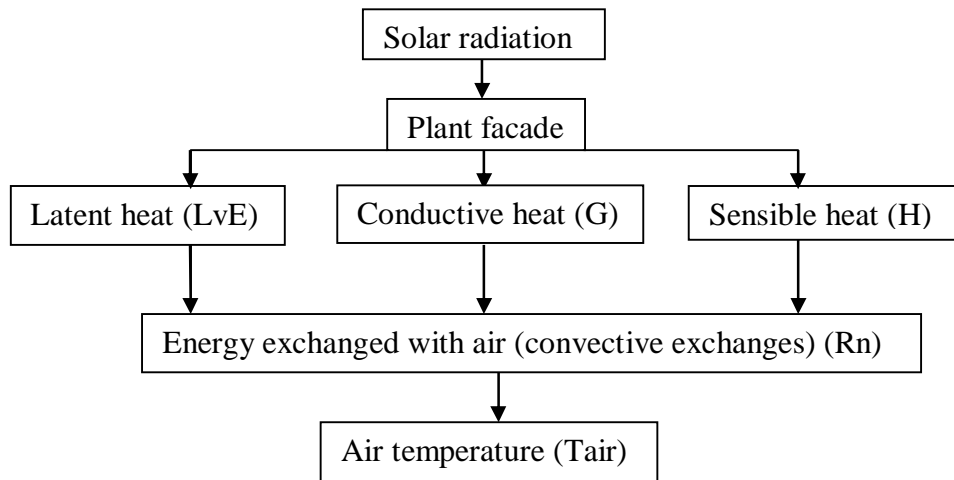 Solar radiation
Plant facade
Latent heat (LvE)
Conductive heat (G)
Sensible heat (H)
Energy exchanged with air (convective exchanges) (Rn)
Air temperature (Tair)